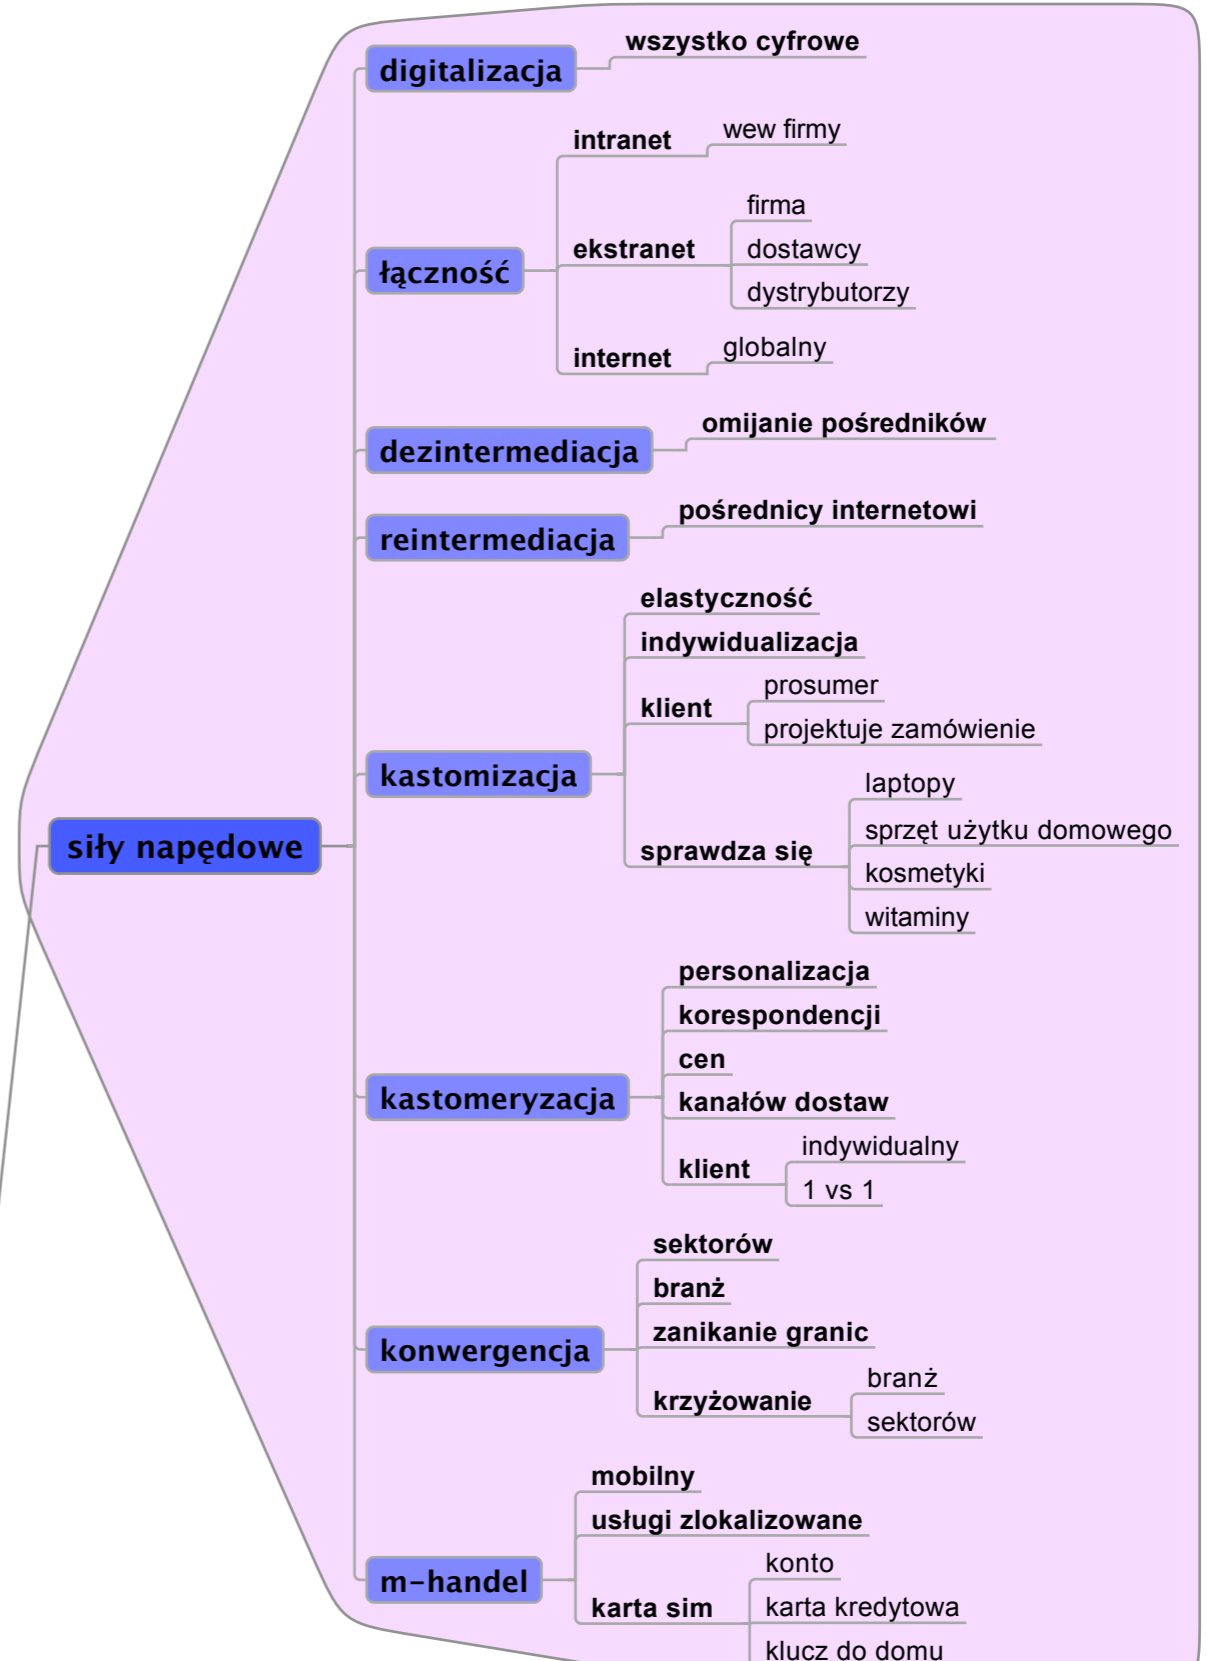 siły napędowe
digitalizacja
wszystko cyfrowe
łączność
intranet
wew firmy
ekstranet
firma
dostawcy
dystrybutorzy
internet
globalny
dezintermediacja
omijanie pośredników
reintermediacja
pośrednicy internetowi
kastomizacja
elastyczność
indywidualizacja
klient
prosumer
projektuje zamówienie
sprawdza się
laptopy
sprzęt użytku domowego
kosmetyki
witaminy
kastomeryzacja
personalizacja
korespondencji
cen
kanałów dostaw
klient
indywidualny
1 vs 1
konwergencja
sektorów
branż
zanikanie granic
krzyżowanie
branż
sektorów
m-handel
mobilny
usługi zlokalizowane
karta sim
konto
karta kredytowa
klucz do domu